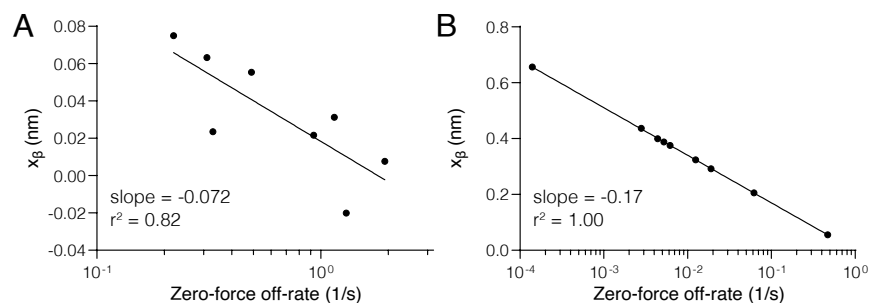 A
0.08
0.06
0.04
0.02
0.00
-0.02
-0.04
xβ (nm)
slope = -0.072
r² = 0.82
10⁻¹ 10⁰
Zero-force off-rate (1/s)
B
0.8
0.6
0.4
0.2
0.0
xβ (nm)
slope = -0.17
r² = 1.00
10⁻⁴ 10⁻³ 10⁻² 10⁻¹ 10⁰
Zero-force off-rate (1/s)